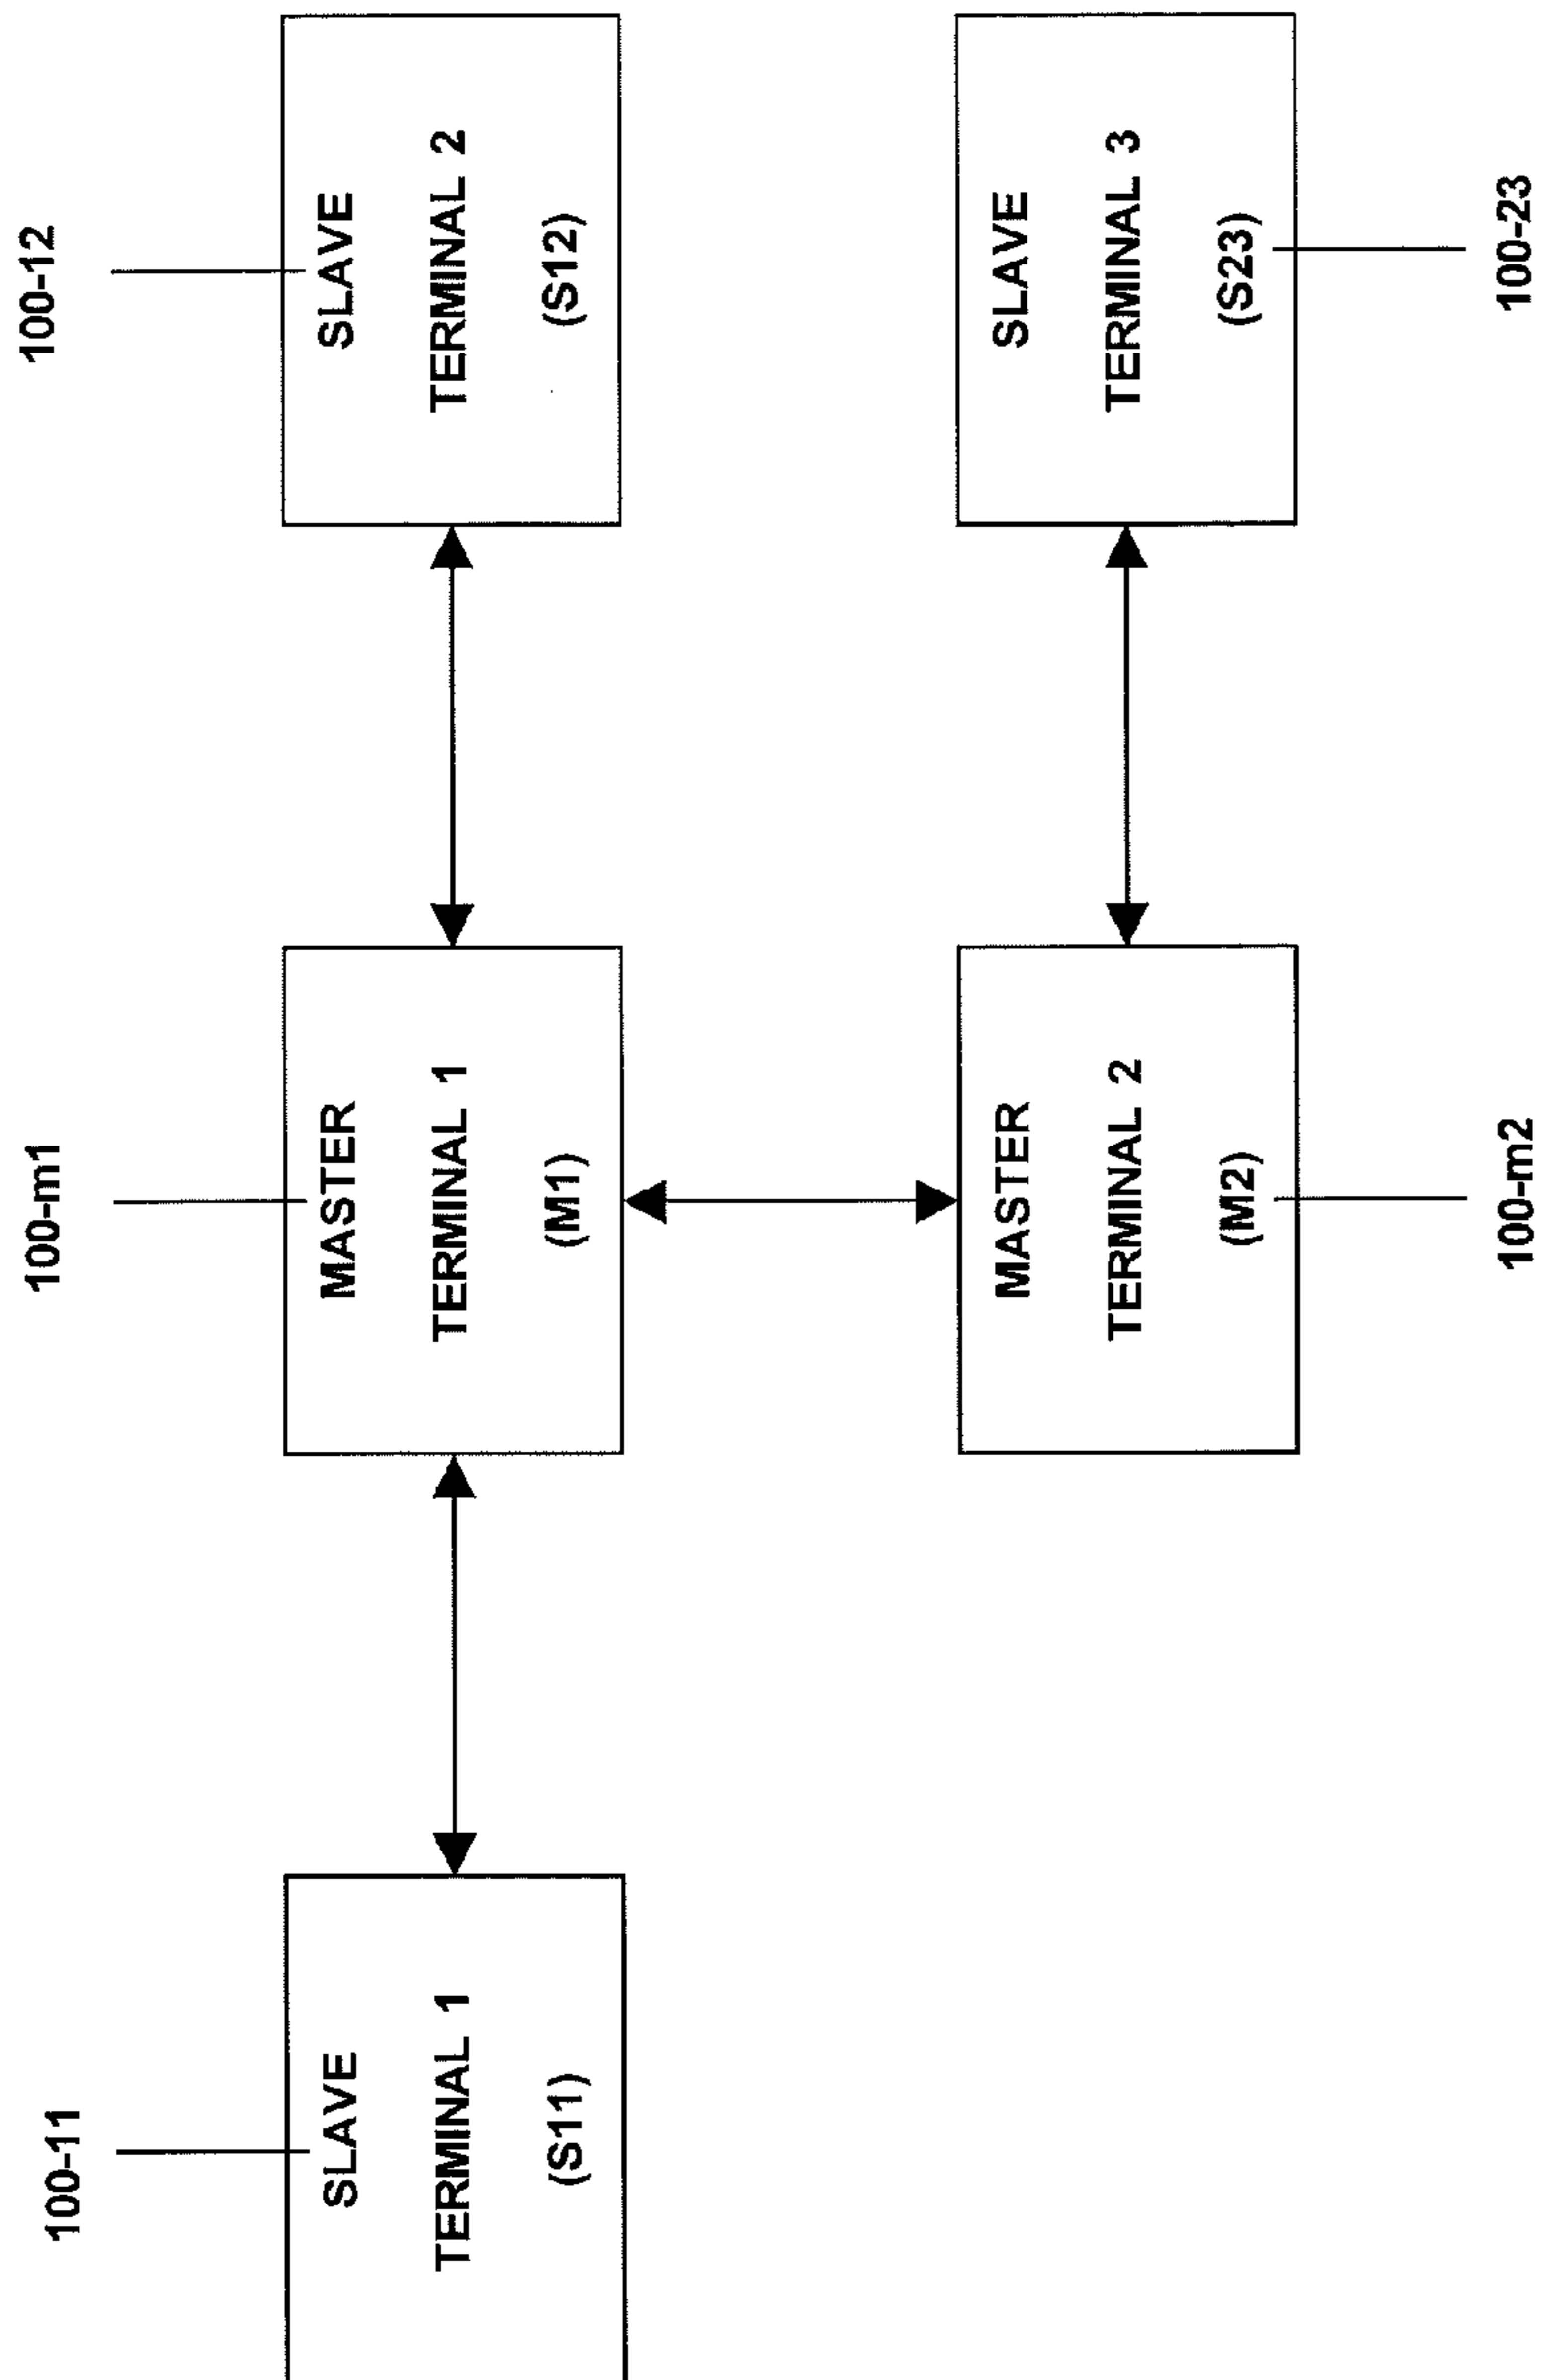 100-11
100-m1
100-12
SLAVE
TERMINAL 1
(S11)
MASTER
TERMINAL 1
(M1)
SLAVE
TERMINAL 2
(S12)
MASTER
TERMINAL 2
(M2)
SLAVE
TERMINAL 3
(S23)
100-m2
100-23